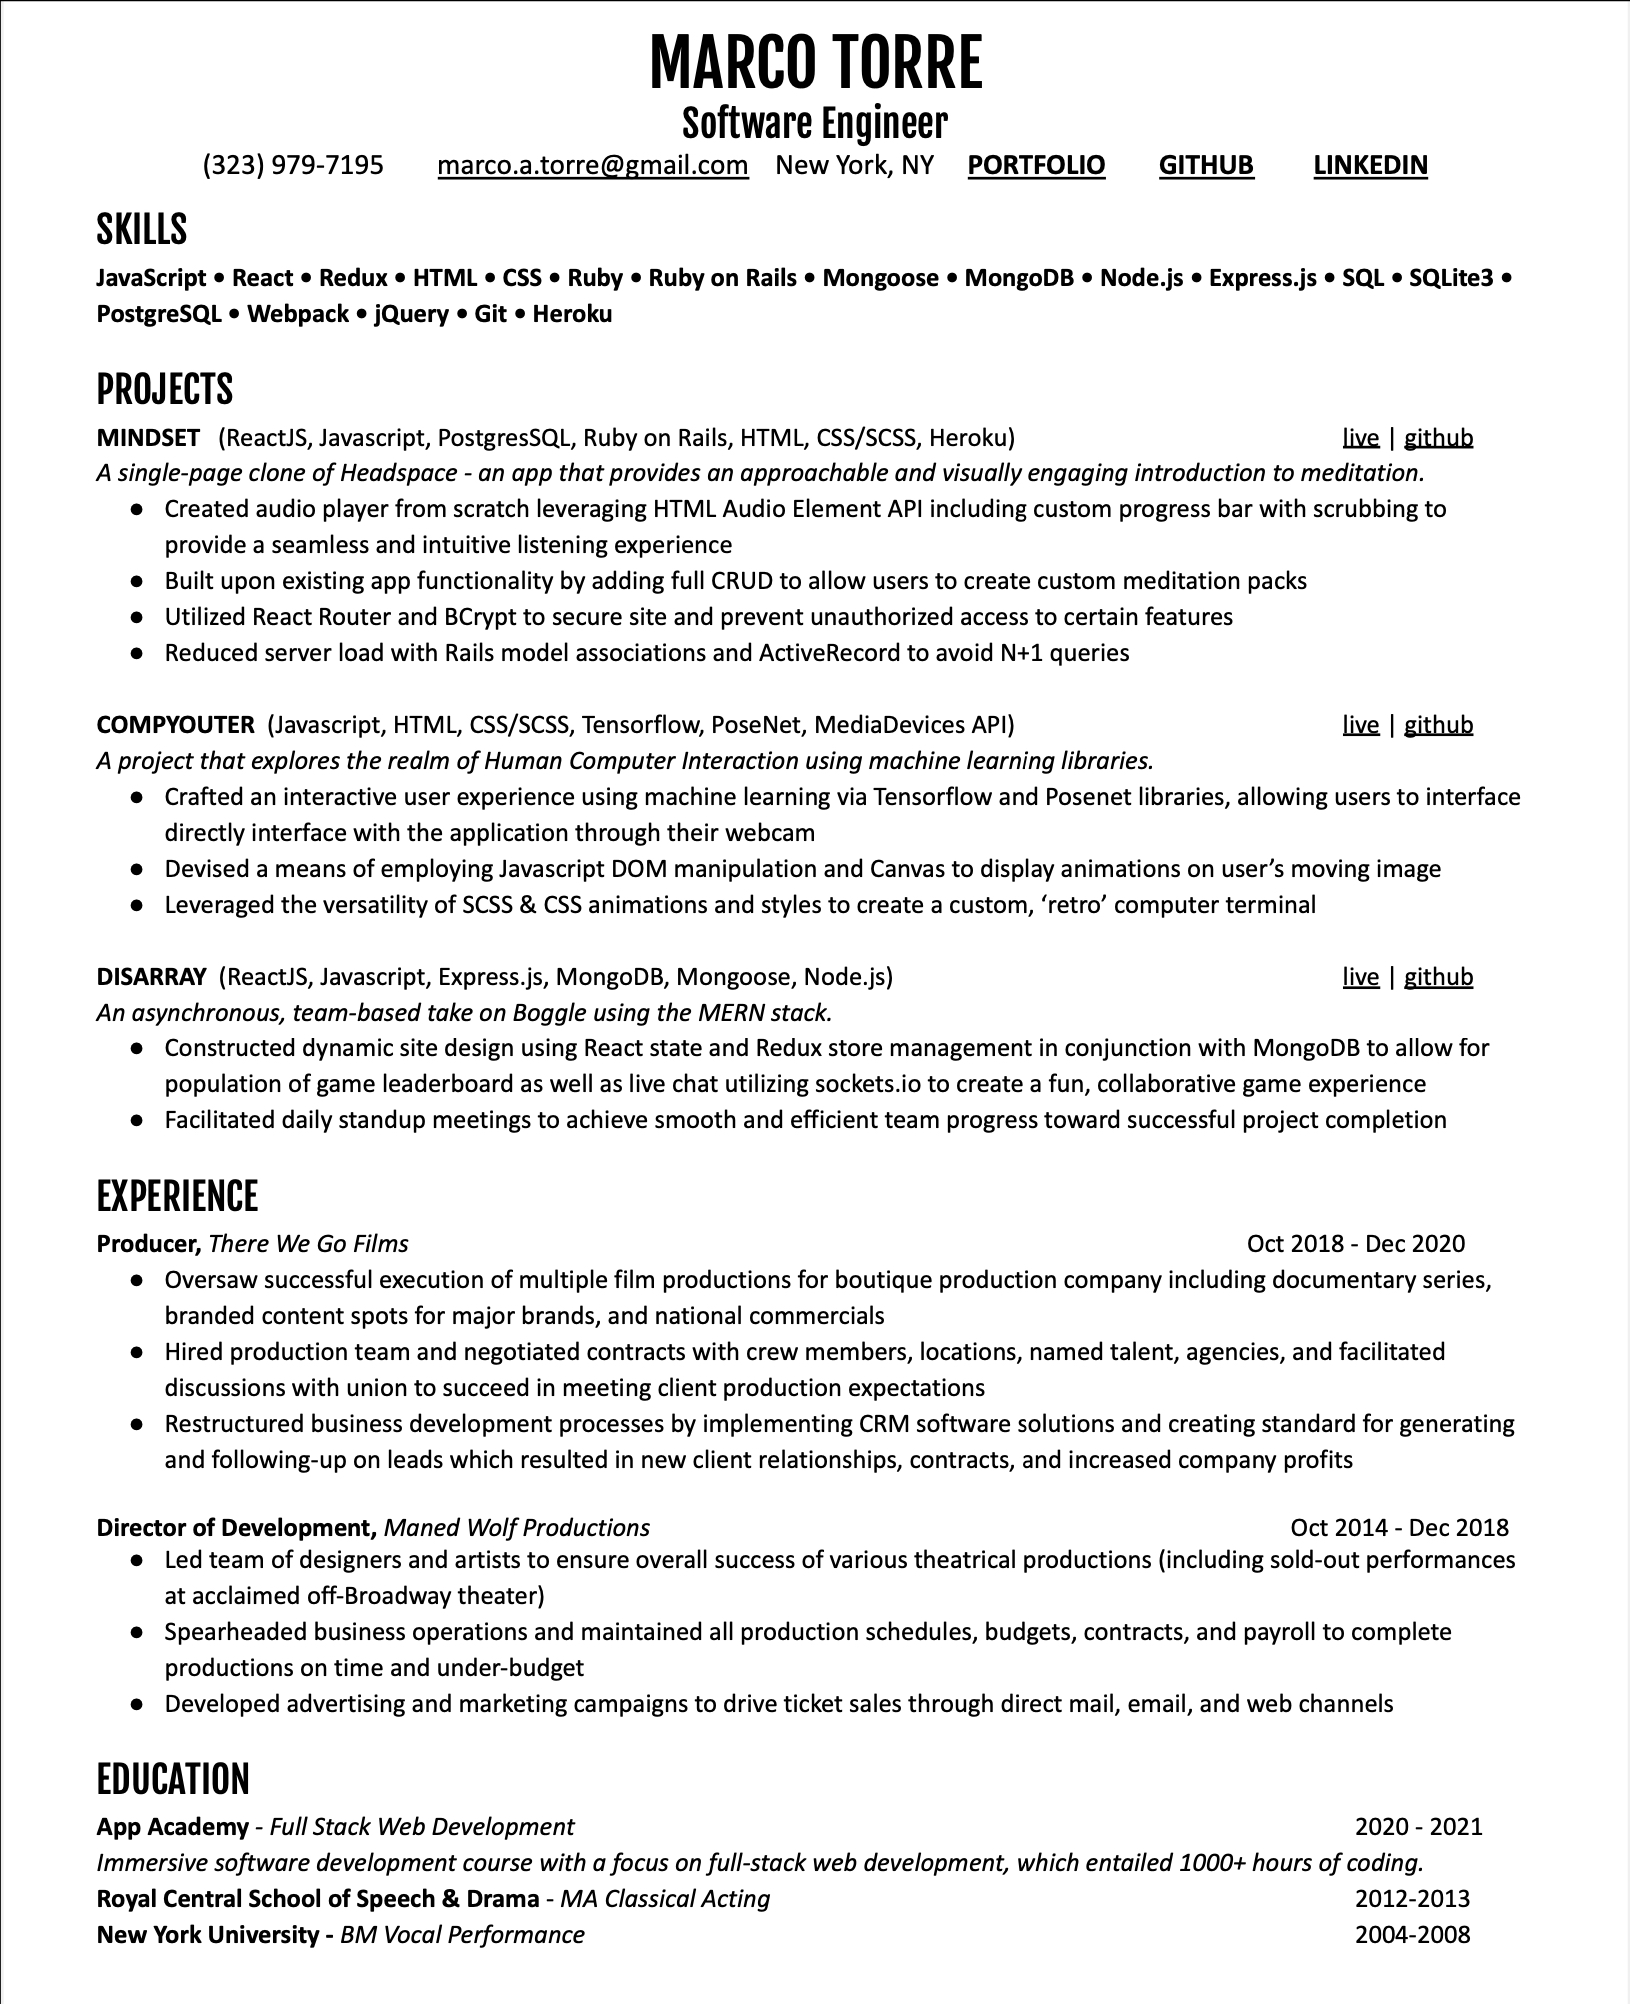 MARCO TORRE
Software Engineer
(323) 979-7195 marco.a.torre@gmail.com New York, NY PORTFOLIO GITHUB LINKEDIN
SKILLS
JavaScript • React • Redux • HTML • CSS • Ruby • Ruby on Rails • Mongoose • MongoDB • Node.js • Express.js • SQL • SQLite3 •
PostgreSQL • Webpack • jQuery • Git • Heroku
PROJECTS
MINDSET (ReactJS, Javascript, PostgresSQL, Ruby on Rails, HTML, CSS/SCSS, Heroku) live | github
A single-page clone of Headspace - an app that provides an approachable and visually engaging introduction to meditation.
● Created audio player from scratch leveraging HTML Audio Element API including custom progress bar with scrubbing to
provide a seamless and intuitive listening experience
● Built upon existing app functionality by adding full CRUD to allow users to create custom meditation packs
● Utilized React Router and BCrypt to secure site and prevent unauthorized access to certain features
● Reduced server load with Rails model associations and ActiveRecord to avoid N+1 queries
COMPYOUTER (Javascript, HTML, CSS/SCSS, Tensorflow, PoseNet, MediaDevices API) live | github
A project that explores the realm of Human Computer Interaction using machine learning libraries.
● Crafted an interactive user experience using machine learning via Tensorflow and Posenet libraries, allowing users to interface
directly interface with the application through their webcam
● Devised a means of employing Javascript DOM manipulation and Canvas to display animations on user’s moving image
● Leveraged the versatility of SCSS & CSS animations and styles to create a custom, ‘retro’ computer terminal
DISARRAY (ReactJS, Javascript, Express.js, MongoDB, Mongoose, Node.js) live | github
An asynchronous, team-based take on Boggle using the MERN stack.
● Constructed dynamic site design using React state and Redux store management in conjunction with MongoDB to allow for
population of game leaderboard as well as live chat utilizing sockets.io to create a fun, collaborative game experience
● Facilitated daily standup meetings to achieve smooth and efficient team progress toward successful project completion
EXPERIENCE
Producer, There We Go Films Oct 2018 - Dec 2020
● Oversaw successful execution of multiple film productions for boutique production company including documentary series,
branded content spots for major brands, and national commercials
● Hired production team and negotiated contracts with crew members, locations, named talent, agencies, and facilitated
discussions with union to succeed in meeting client production expectations
● Restructured business development processes by implementing CRM software solutions and creating standard for generating
and following-up on leads which resulted in new client relationships, contracts, and increased company profits
Director of Development, Maned Wolf Productions Oct 2014 - Dec 2018
● Led team of designers and artists to ensure overall success of various theatrical productions (including sold-out performances
at acclaimed off-Broadway theater)
● Spearheaded business operations and maintained all production schedules, budgets, contracts, and payroll to complete
productions on time and under-budget
● Developed advertising and marketing campaigns to drive ticket sales through direct mail, email, and web channels
EDUCATION
App Academy - Full Stack Web Development 2020 - 2021
Immersive software development course with a focus on full-stack web development, which entailed 1000+ hours of coding.
Royal Central School of Speech & Drama - MA Classical Acting 2012-2013
New York University - BM Vocal Performance 2004-2008